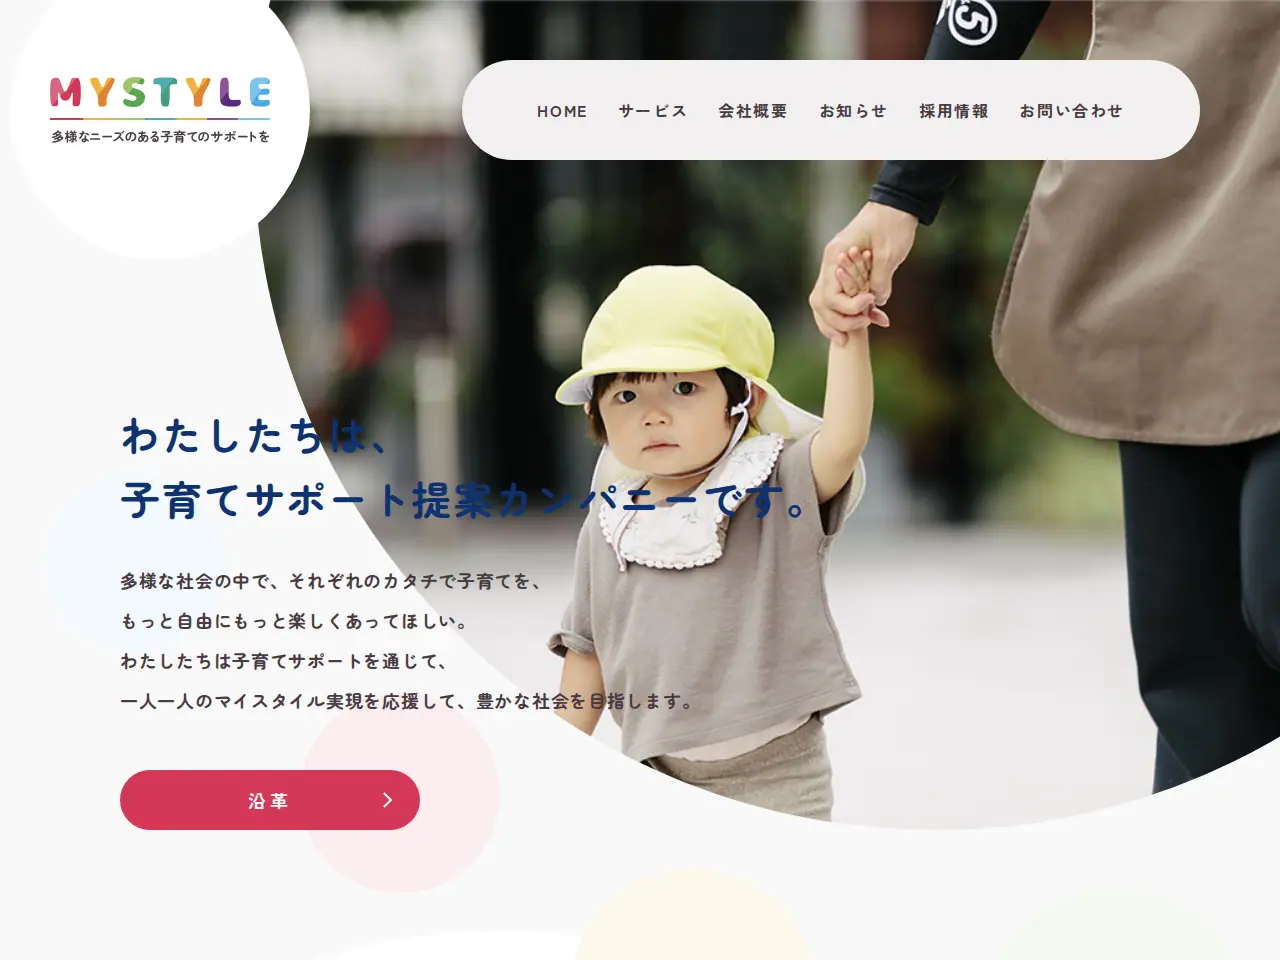 MYSTYLE
多様なニーズのある子育てのサポートを
HOME サービス 会社概要 お知らせ 採用情報 お問い合わせ
5
わたしたちは、
子育てサポート提案カンパニーです。
多様な社会の中で、それぞれのカタチで子育てを、
もっと自由にもっと楽しくあってほしい。
わたしたちは子育てサポートを通じて、
一人一人のマイスタイル実現を応援して、豊かな社会を目指します。
沿革